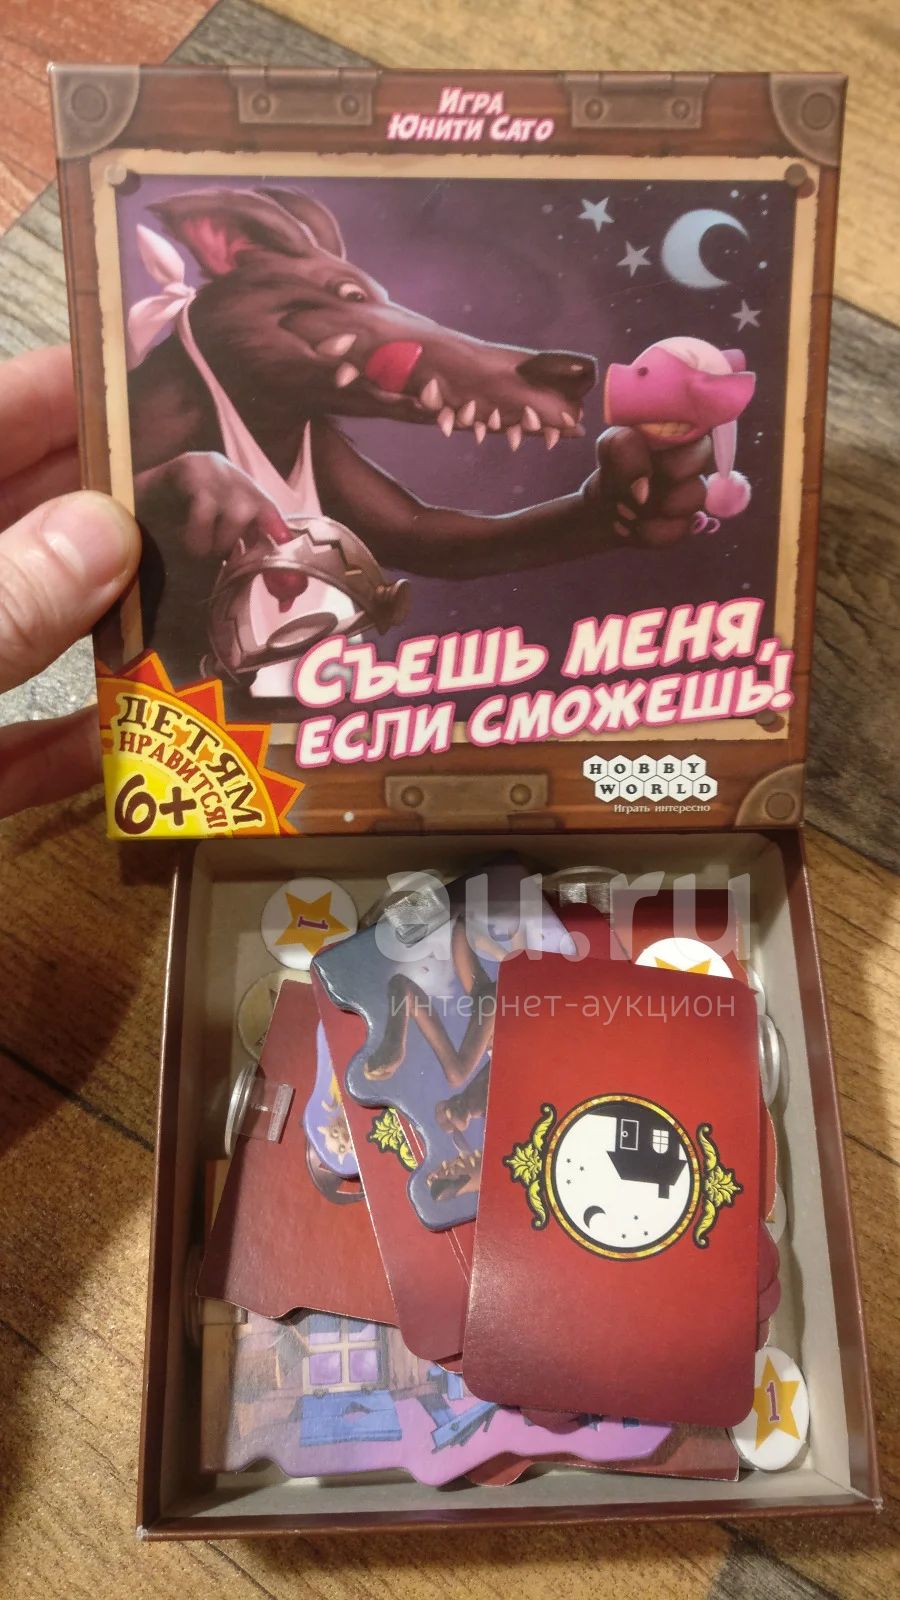 Игра
Юнити Сато
Съешь меня,
если сможешь!
ДЕТЯМ
НРАВИТСЯ!
6+
HOBBY
WORLD
Играть интересно
1
au.ru
интернет-аукцион
1